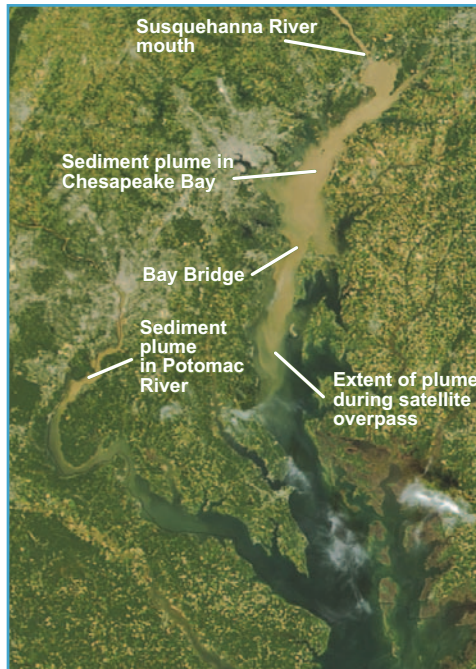 Susquehanna River
mouth
Sediment plume in
Chesapeake Bay
Bay Bridge
Sediment
plume
in Potomac
River
Extent of plume
during satellite
overpass